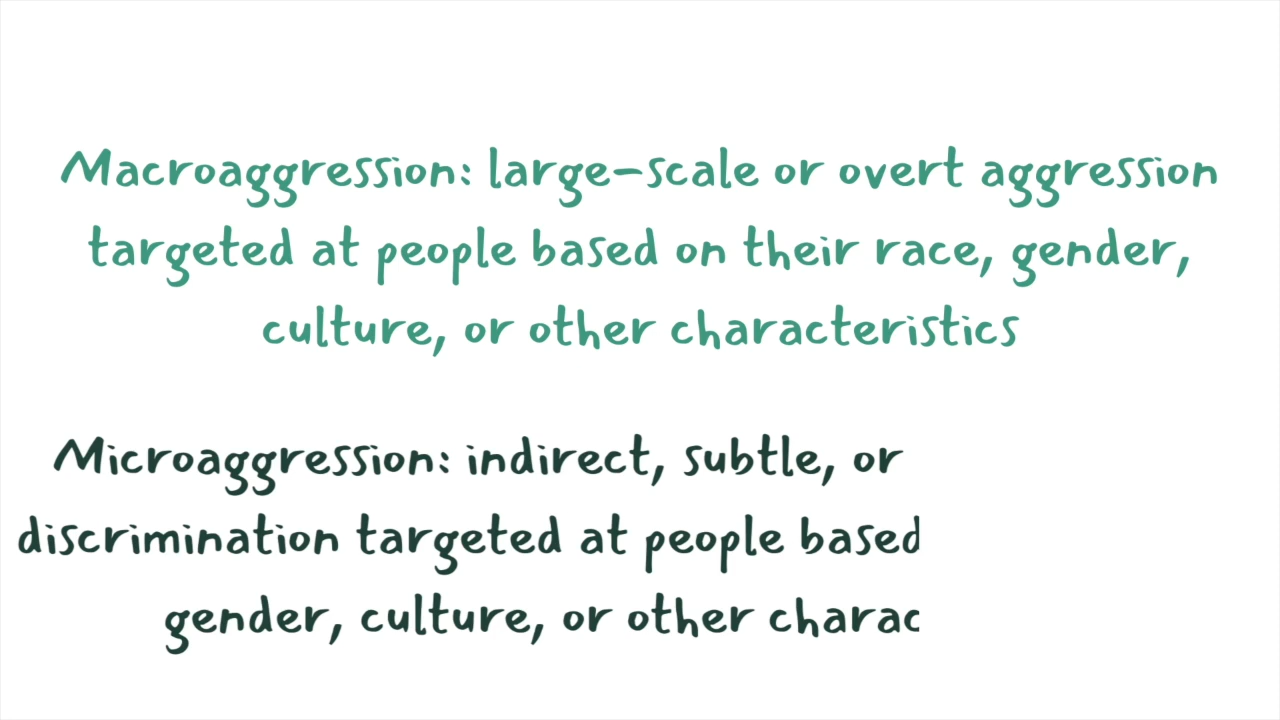 Macroaggression: large-scale or overt aggression
targeted at people based on their race, gender,
culture, or other characteristics
Microaggression: indirect, subtle, or
discrimination targeted at people based
gender, culture, or other charac